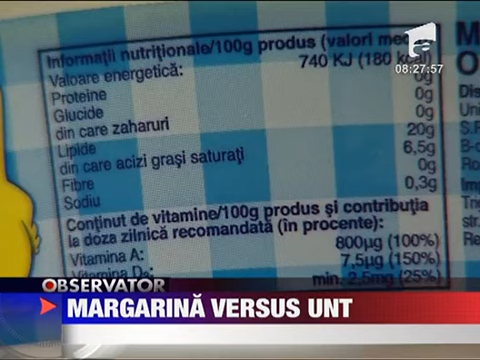 Informații nutriționale/100g produs (valori
Valoare energetică: 740 KJ (180
Proteine 0g
Glucide 0g
din care zaharuri 0g
Lipide 20g
din care acizi grași saturați 6,5g
Fibre 0g
Sodiu 0,3g
Conținut de vitamine/100g produs și contribuția
la doza zilnică recomandată (în procente):
Vitamina A: 800µg (100%)
Vitamina D 7,5µg (150%)
min. 2,5mg (25%)
08:27:57
OBSERVATOR
MARGARINĂ VERSUS UNT